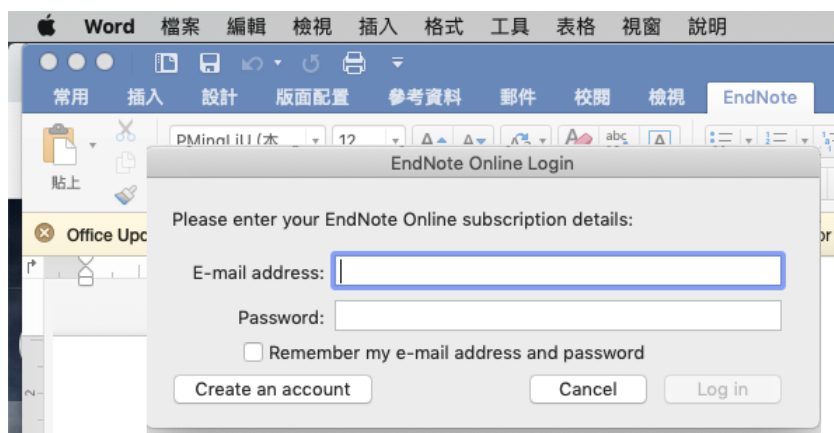 Word 檔案 編輯 檢視 插入 格式 工具 表格 視窗 說明
常用 插入 設計 版面配置 參考資料 郵件 校閱 檢視 EndNote
貼上
PMingLiU (本 12
EndNote Online Login
Please enter your EndNote Online subscription details:
Office Upd
E-mail address:
Password:
Remember my e-mail address and password
Create an account Cancel Log in
2